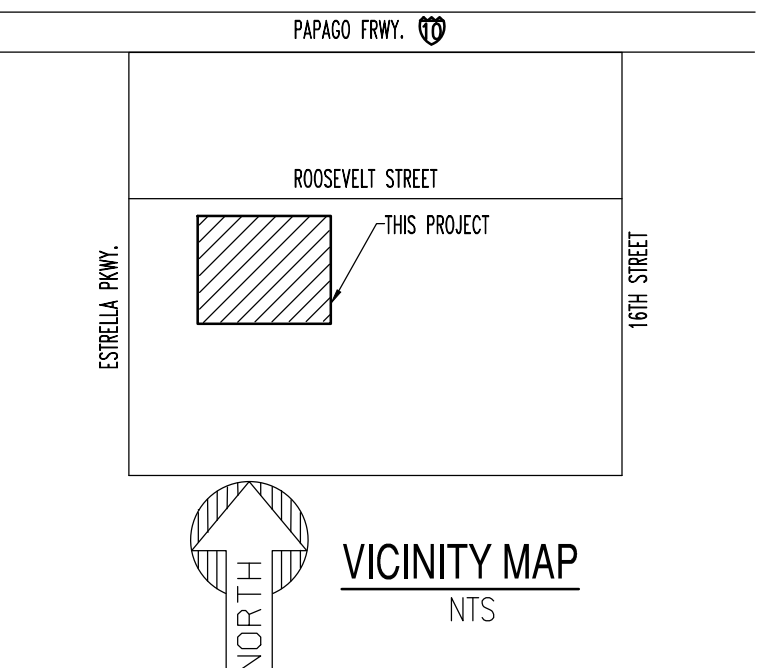 PAPAGO FRWY. 10
ROOSEVELT STREET
THIS PROJECT
ESTRELLA PKWY.
16TH STREET
VICINITY MAP
NTS
NORTH